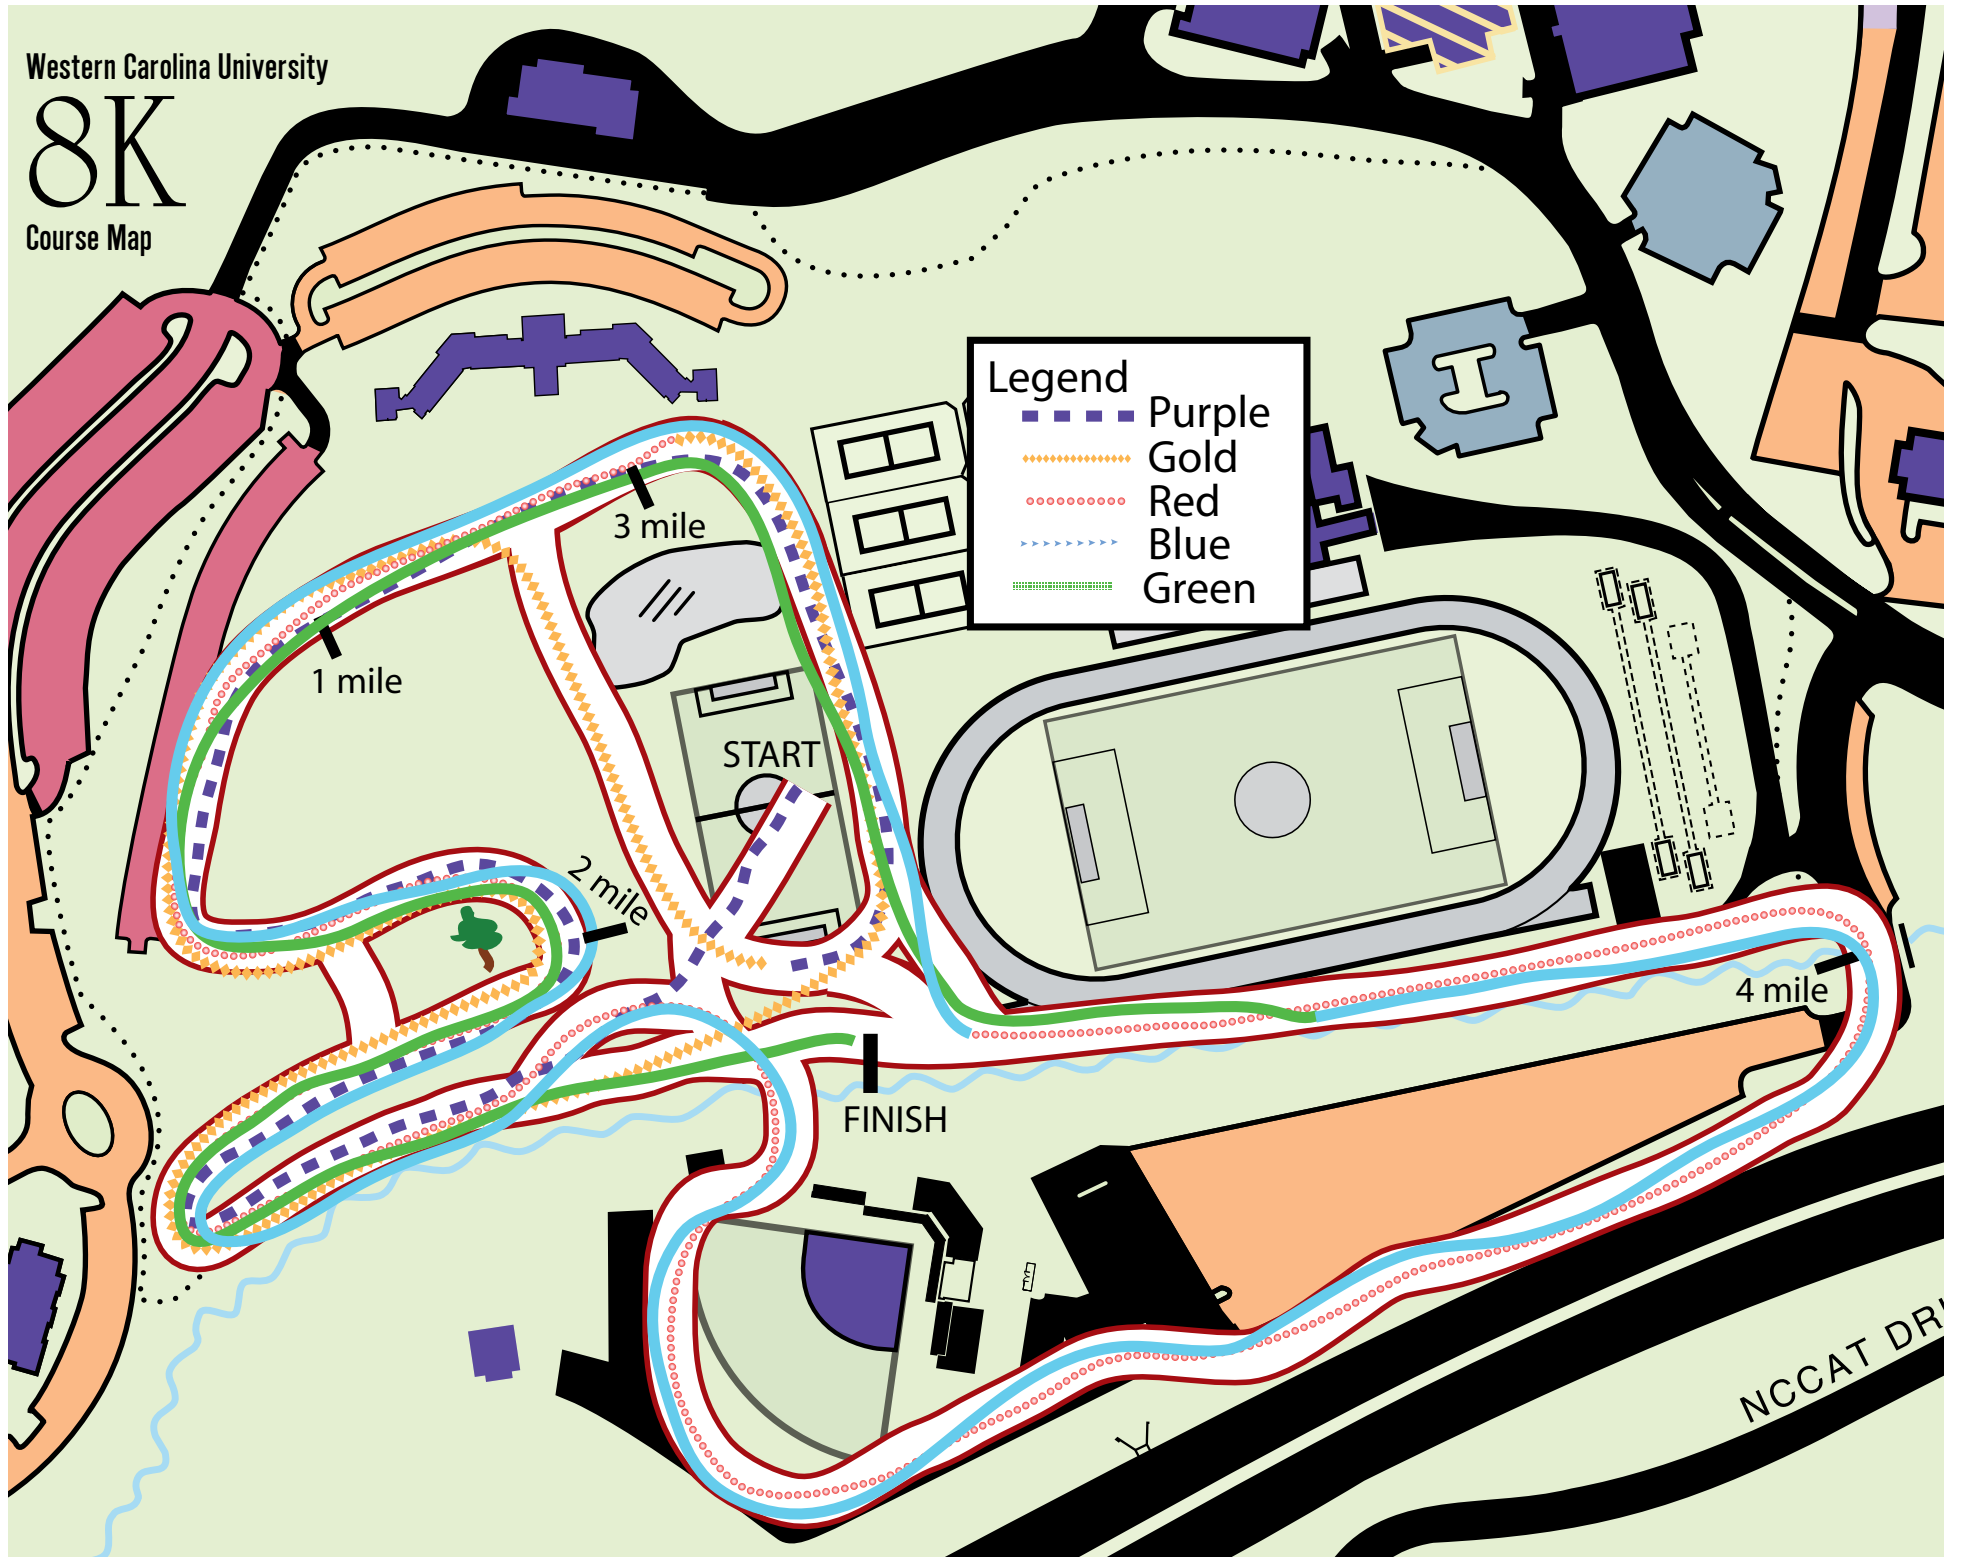 Western Carolina University
8K
Course Map
Legend
Purple
Gold
Red
Blue
Green
3 mile
1 mile
START
2 mile
4 mile
FINISH
NCCAT DRI